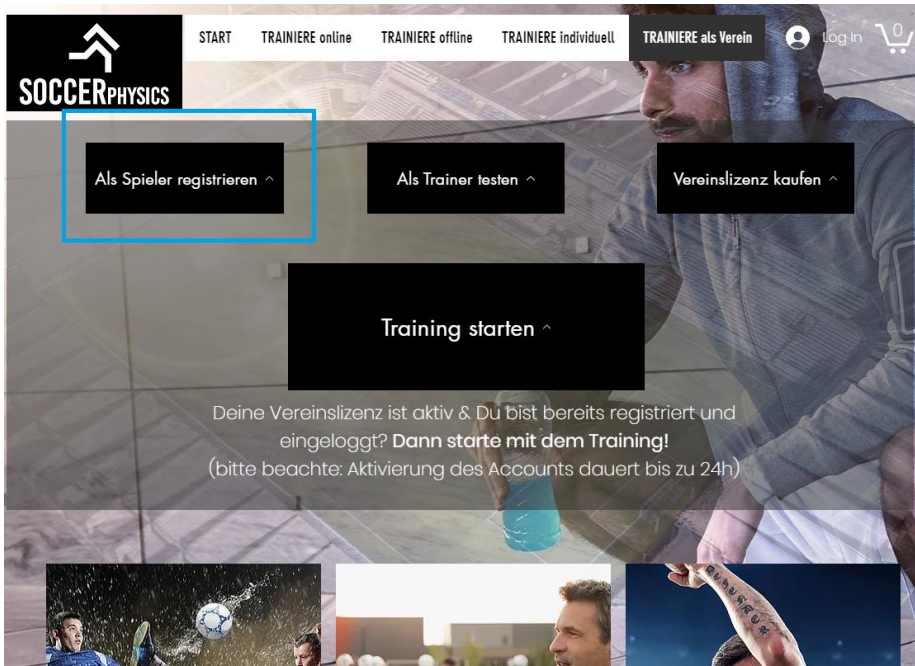 START
TRAINIERE online
TRAINIERE offline
TRAINIERE individuell
TRAINIERE als Verein
Log-In
0
SOCCERPHYSICS
Als Spieler registrieren ^
Als Trainer testen ^
Vereinslizenz kaufen ^
Training starten ^
Deine Vereinslizenz ist aktiv & Du bist bereits registriert und
eingeloggt? Dann starte mit dem Training!
(bitte beachte: Aktivierung des Accounts dauert bis zu 24h)